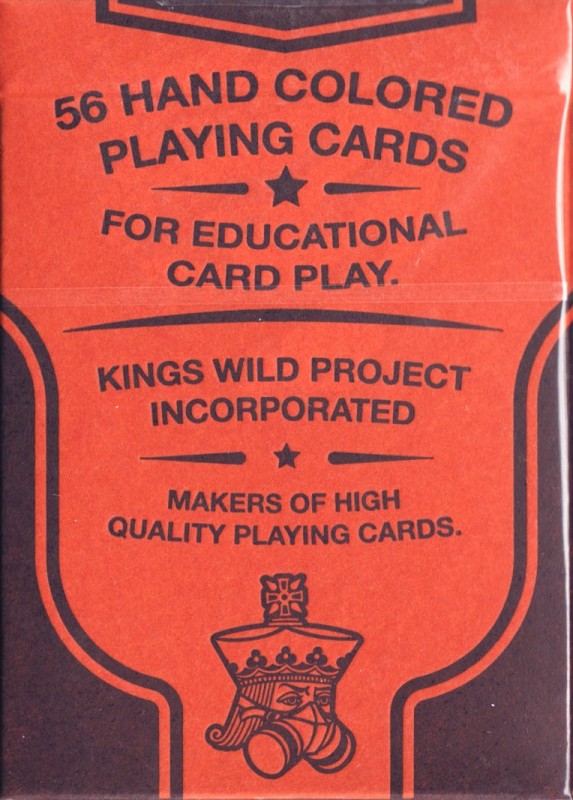 56 HAND COLORED
PLAYING CARDS
FOR EDUCATIONAL
CARD PLAY.
KINGS WILD PROJECT
INCORPORATED
MAKERS OF HIGH
QUALITY PLAYING CARDS.